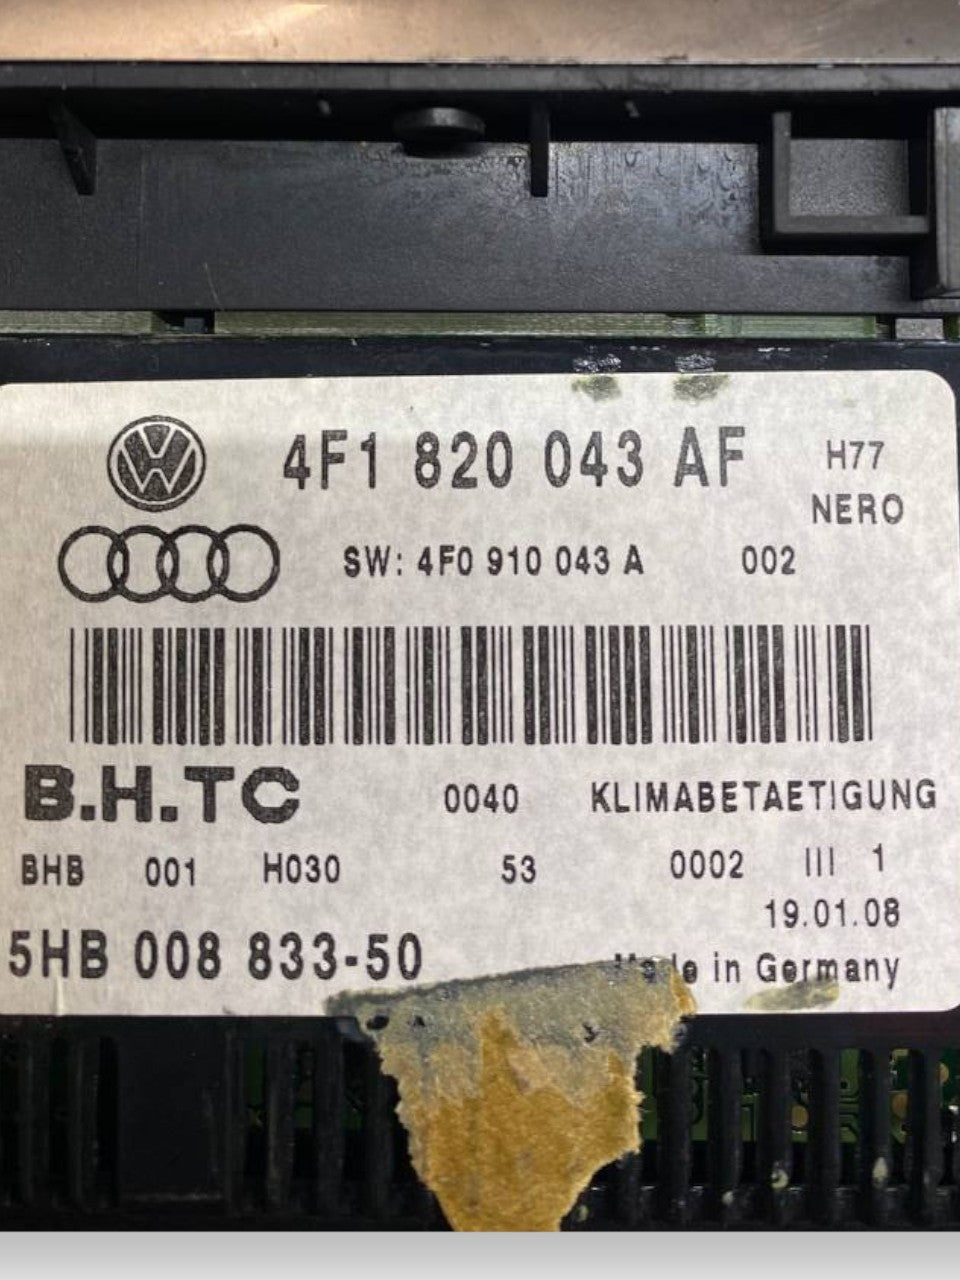 4F1 820 043 AF H77
NERO
SW: 4F0 910 043 A 002
B.H.TC 0040 KLIMABETAETIGUNG
BHB 001 H030 53 0002 III 1
19.01.08
5HB 008 833-50
Made in Germany